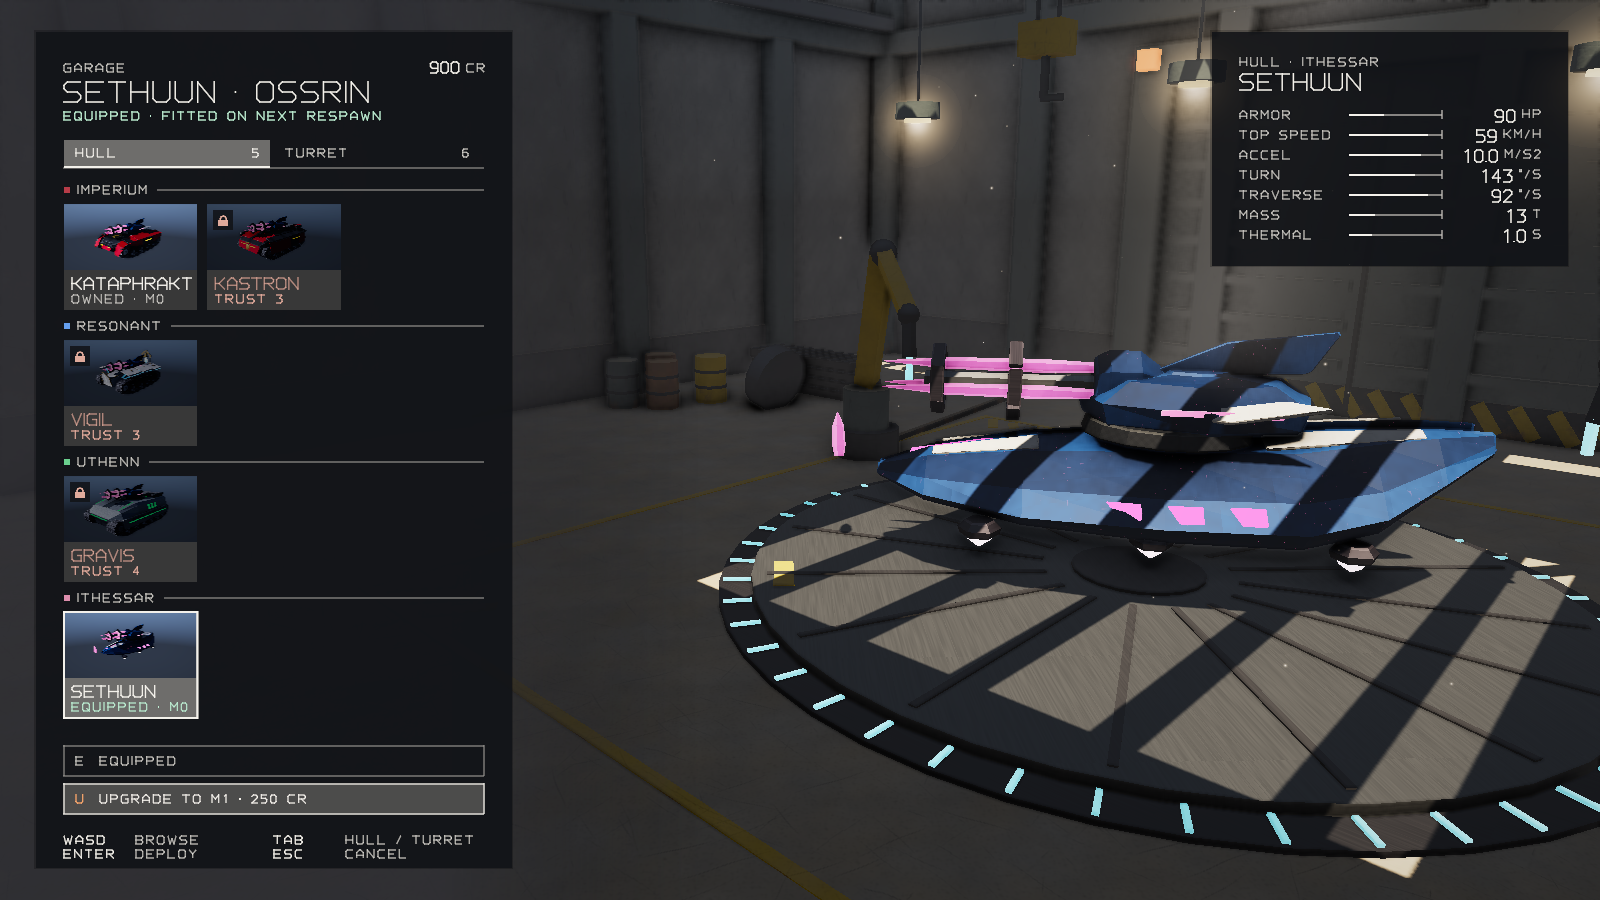 GARAGE
900 CR
SETHUUN · OSSRIN
EQUIPPED · FITTED ON NEXT RESPAWN
HULL 5
TURRET 6
IMPERIUM
KATAPHRAKT
OWNED · M0
KASTRON
TRUST 3
RESONANT
VIGIL
TRUST 3
UTHENN
GRAVIS
TRUST 4
ITHESSAR
SETHUUN
EQUIPPED · M0
E EQUIPPED
U UPGRADE TO M1 · 250 CR
WASD BROWSE TAB HULL / TURRET
ENTER DEPLOY ESC CANCEL
HULL · ITHESSAR
SETHUUN
ARMOR 90 HP
TOP SPEED 59 KM/H
ACCEL 10.0 M/S2
TURN 143 °/S
TRAVERSE 92 °/S
MASS 13 T
THERMAL 1.0 S